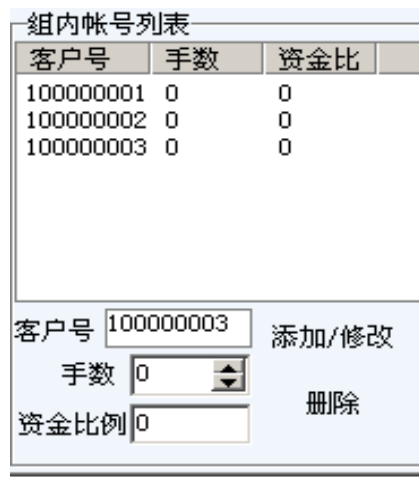 组内帐号列表
客户号 手数 资金比
100000001 0 0
100000002 0 0
100000003 0 0
客户号 100000003 添加/修改
手数 0
删除
资金比例 0